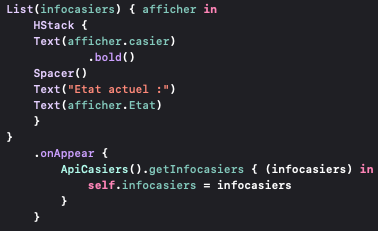 List(infocasiers) { afficher in
    HStack {
    Text(afficher.casier)
            .bold()
    Spacer()
    Text("Etat actuel :")
    Text(afficher.Etat)
    }
}
    .onAppear {
        ApiCasiers().getInfocasiers { (infocasiers) in
            self.infocasiers = infocasiers
        }
    }